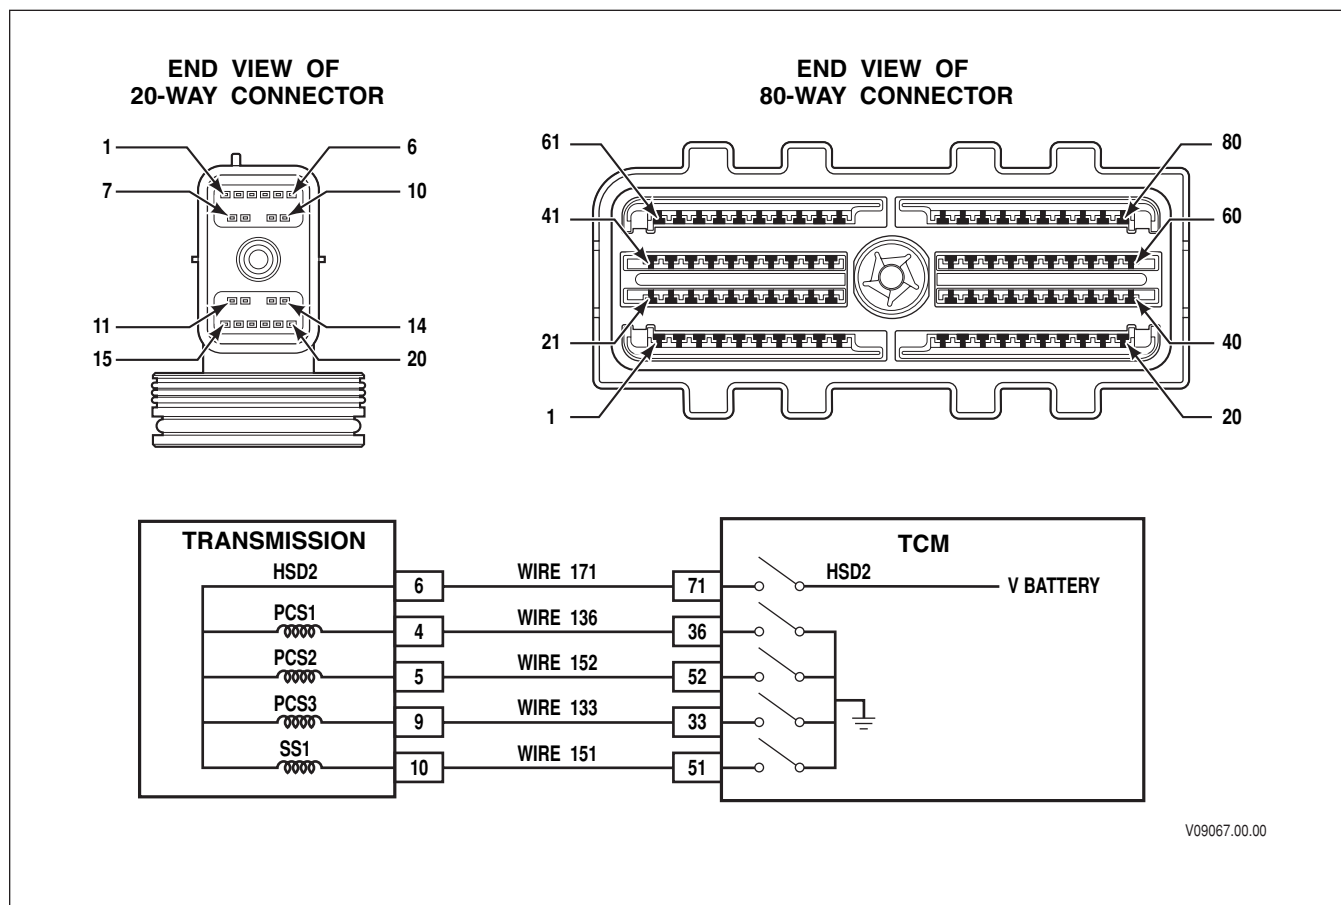 END VIEW OF
20-WAY CONNECTOR
1
6
7
10
11
14
15
20
END VIEW OF
80-WAY CONNECTOR
61
80
41
60
21
40
1
20
TRANSMISSION
TCM
HSD2
6
WIRE 171
71
HSD2
V BATTERY
PCS1
4
WIRE 136
36
PCS2
5
WIRE 152
52
PCS3
9
WIRE 133
33
SS1
10
WIRE 151
51
V09067.00.00